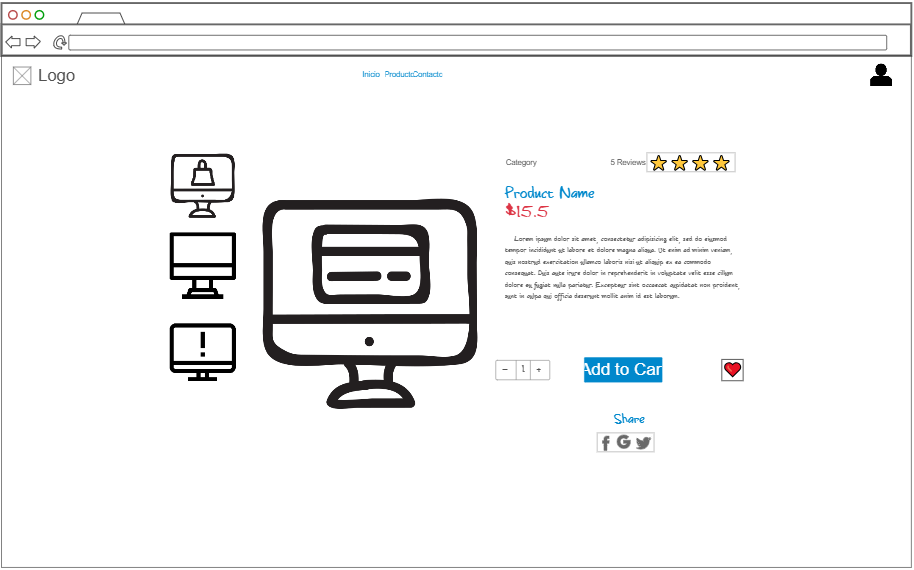 Logo
Inicio ProductcContactc
Category
5 Reviews
Product Name
$15.5
Lorem ipsum dolor sit amet, consectetur adipisicing elit, sed do eiusmod
tempor incididunt ut labore et dolore magna aliqua. Ut enim ad minim veniam,
quis nostrud exercitation ullamco laboris nisi ut aliquip ex ea commodo
consequat. Duis aute irure dolor in reprehenderit in voluptate velit esse cillum
dolore eu fugiat nulla pariatur. Excepteur sint occaecat cupidatat non proident,
sunt in culpa qui officia deserunt mollit anim id est laborum.
− 1 +
Add to Car
Share